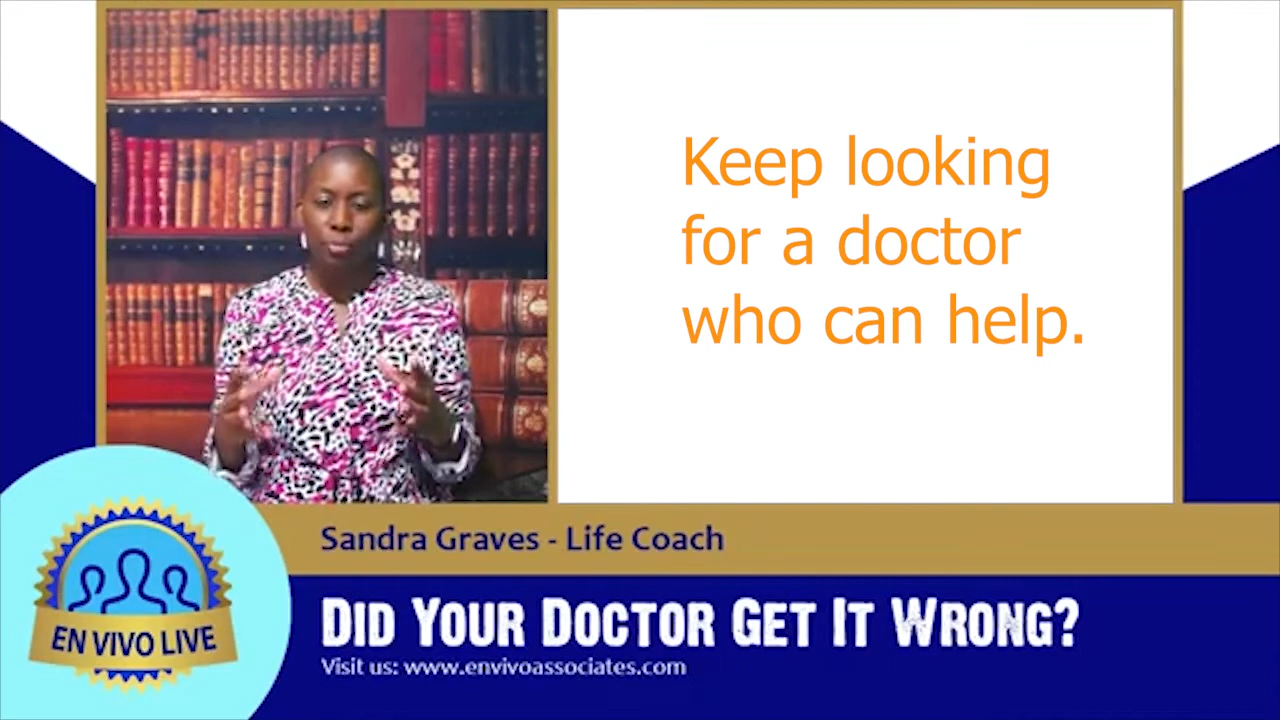 Keep looking
for a doctor
who can help.
Sandra Graves - Life Coach
DID YOUR DOCTOR GET IT WRONG?
Visit us: www.envivoassociates.com
EN VIVO LIVE